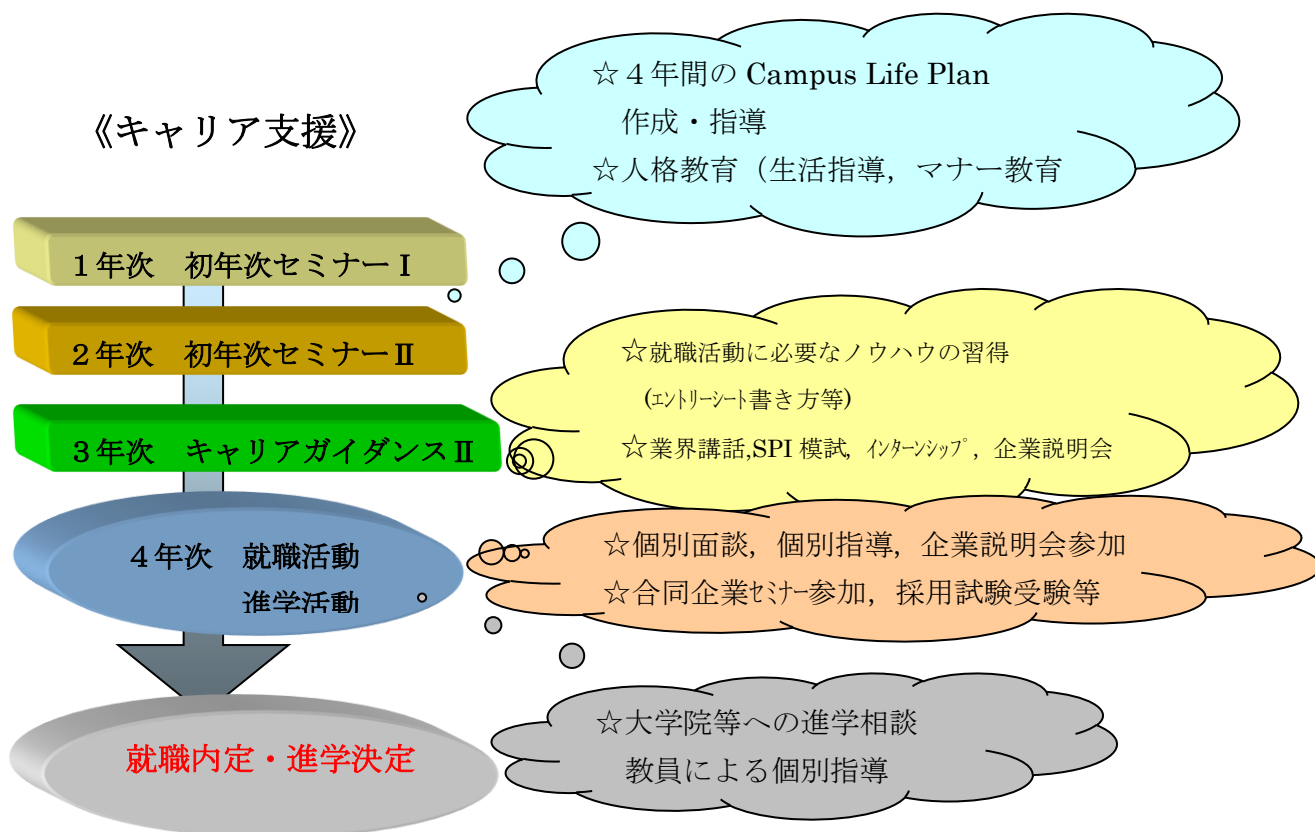 《キャリア支援》
☆４年間の Campus Life Plan
作成・指導
☆人格教育（生活指導，マナー教育
１年次　初年次セミナーⅠ
２年次　初年次セミナーⅡ
３年次　キャリアガイダンスⅡ
☆就職活動に必要なノウハウの習得
(ｴﾝﾄﾘｰｼｰﾄ書き方等)
☆業界講話,SPI 模試，ｲﾝﾀｰﾝｼｯﾌﾟ，企業説明会
４年次　就職活動
進学活動
☆個別面談，個別指導，企業説明会参加
☆合同企業ｾﾐﾅｰ参加，採用試験受験等
就職内定・進学決定
☆大学院等への進学相談
教員による個別指導